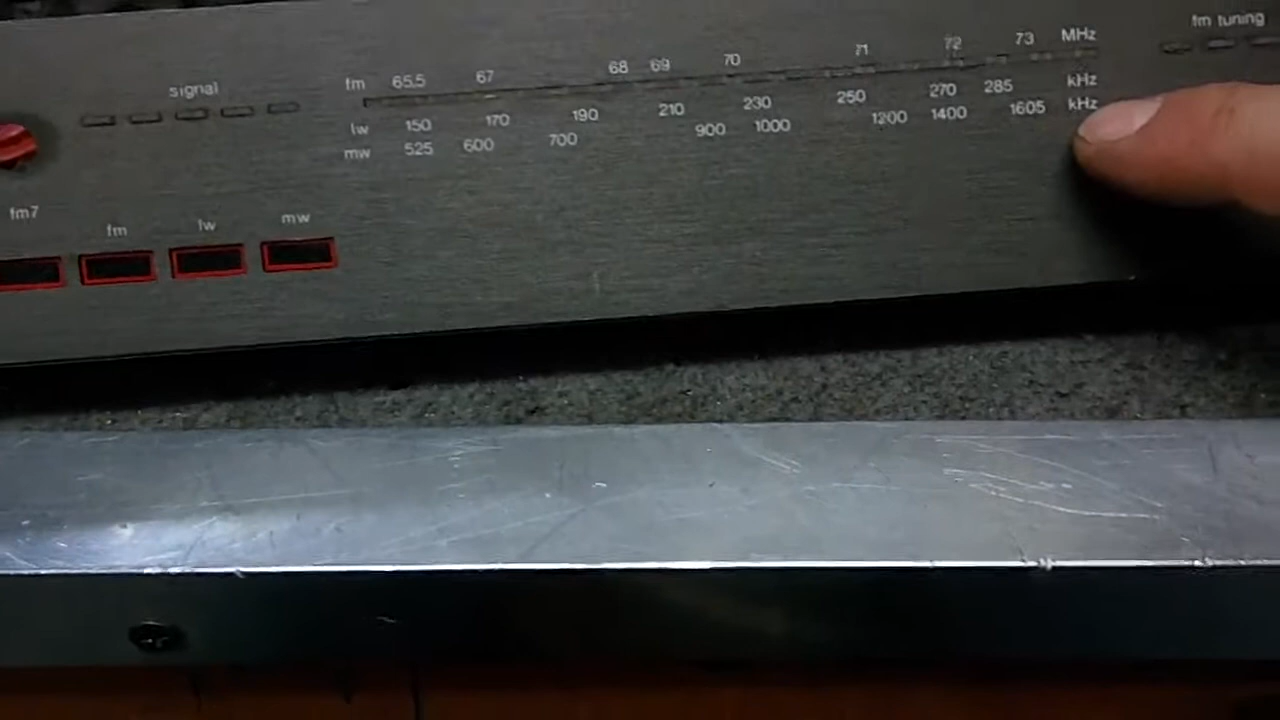 fm tuning
signal
fm 65.5 67 68 69 70 71 72 73 MHz
lw 150 170 190 210 230 250 270 285 kHz
mw 525 600 700 900 1000 1200 1400 1605 kHz
fm7 fm lw mw